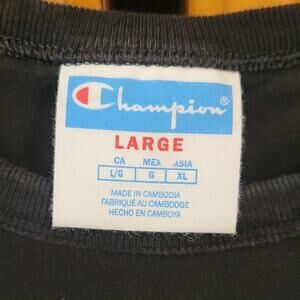 Champion®
LARGE
CA MEX ASIA
L/G G XL
MADE IN CAMBODIA
FABRIQUÉ AU CAMBODGE
HECHO EN CAMBOYA